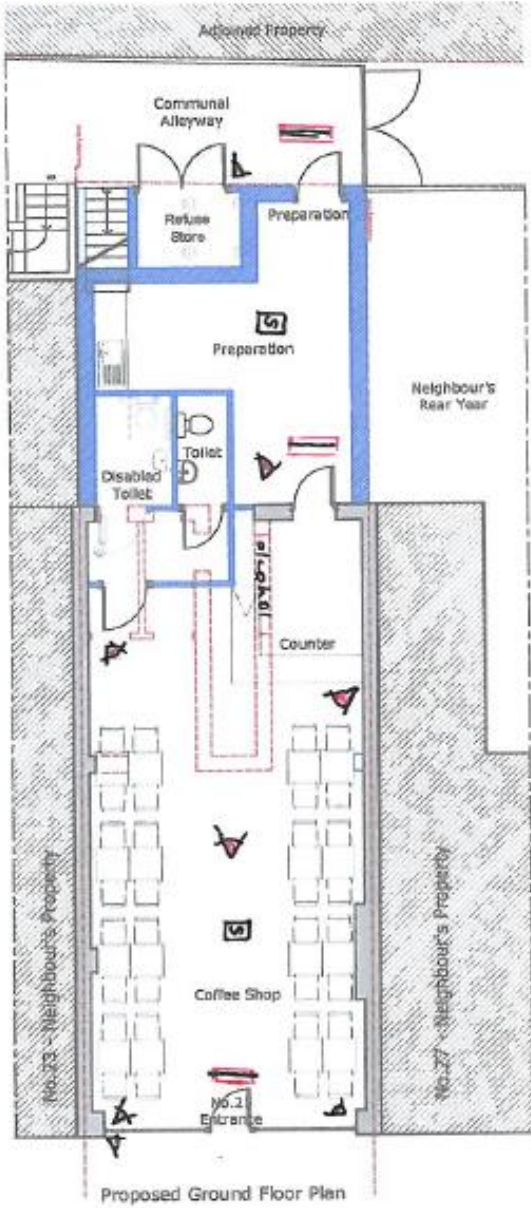 Adjoined Property
Communal
Alleyway
Refuse
Store
Preparation
S
Preparation
Neighbour's
Rear Year
Toilet
Disabled
Toilet
alcohol
Counter
No.23 - Neighbour's Property
No.27 - Neighbour's Property
S
Coffee Shop
No.2
Entrance
Proposed Ground Floor Plan